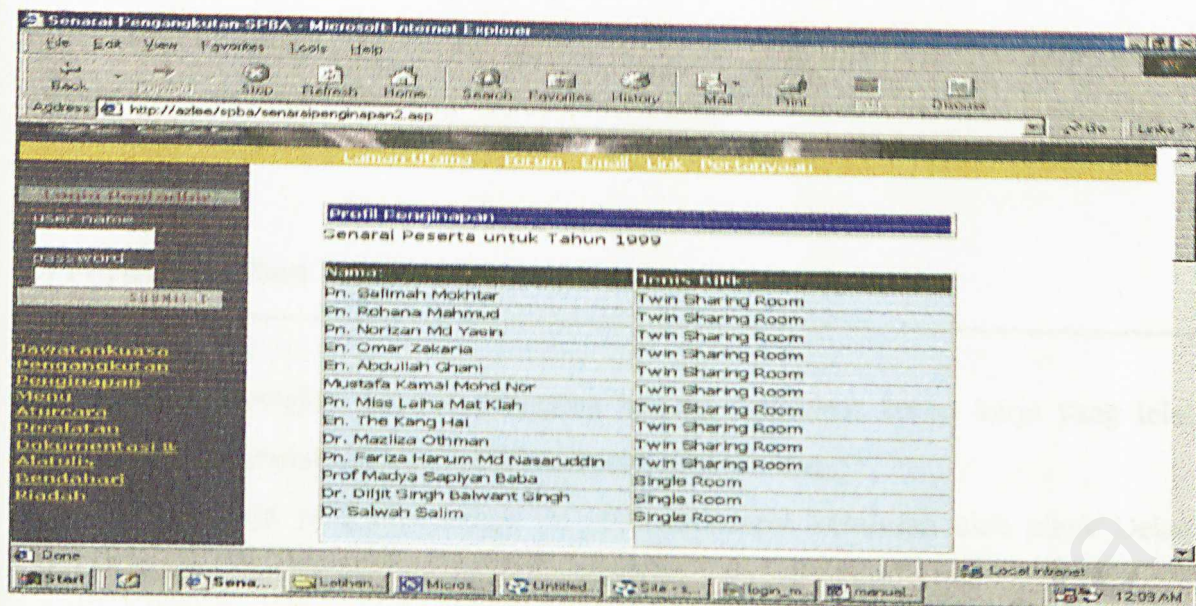 Senarai Pengangkutan-SPBA - Microsoft Internet Explorer
File Edit View Favorites Tools Help
Back Forward Stop Refresh Home Search Favorites History Mail Print Edit Discuss
Address http://azlee/spba/senaraipenginapan2.asp Go Links »
Laman Utama Forum Email Link Pertanyaan
user name
password
SUBMIT
Jawatankuasa
Pengangkutan
Penginapan
Menu
Aturcara
Peralatan
Dokumentasi &
Alatulis
Bendahari
Riadah
Profil Penginapan
Senarai Peserta untuk Tahun 1999
Nama: Jenis Bilik:
Pn. Salimah Mokhtar Twin Sharing Room
Pn. Rohana Mahmud Twin Sharing Room
Pn. Norizan Md Yasin Twin Sharing Room
En. Omar Zakaria Twin Sharing Room
En. Abdullah Ghani Twin Sharing Room
Mustafa Kamal Mohd Nor Twin Sharing Room
Pn. Miss Laiha Mat Kiah Twin Sharing Room
En. The Kang Hai Twin Sharing Room
Dr. Mazliza Othman Twin Sharing Room
Pn. Fariza Hanum Md Nasaruddin Twin Sharing Room
Prof Madya Sapiyan Baba Single Room
Dr. Diljit Singh Balwant Singh Single Room
Dr Salwah Salim Single Room
Done Local intranet
Start Sena... Latihan... Micros... Untitled... Site - s... login_m... manual... 12:03 AM